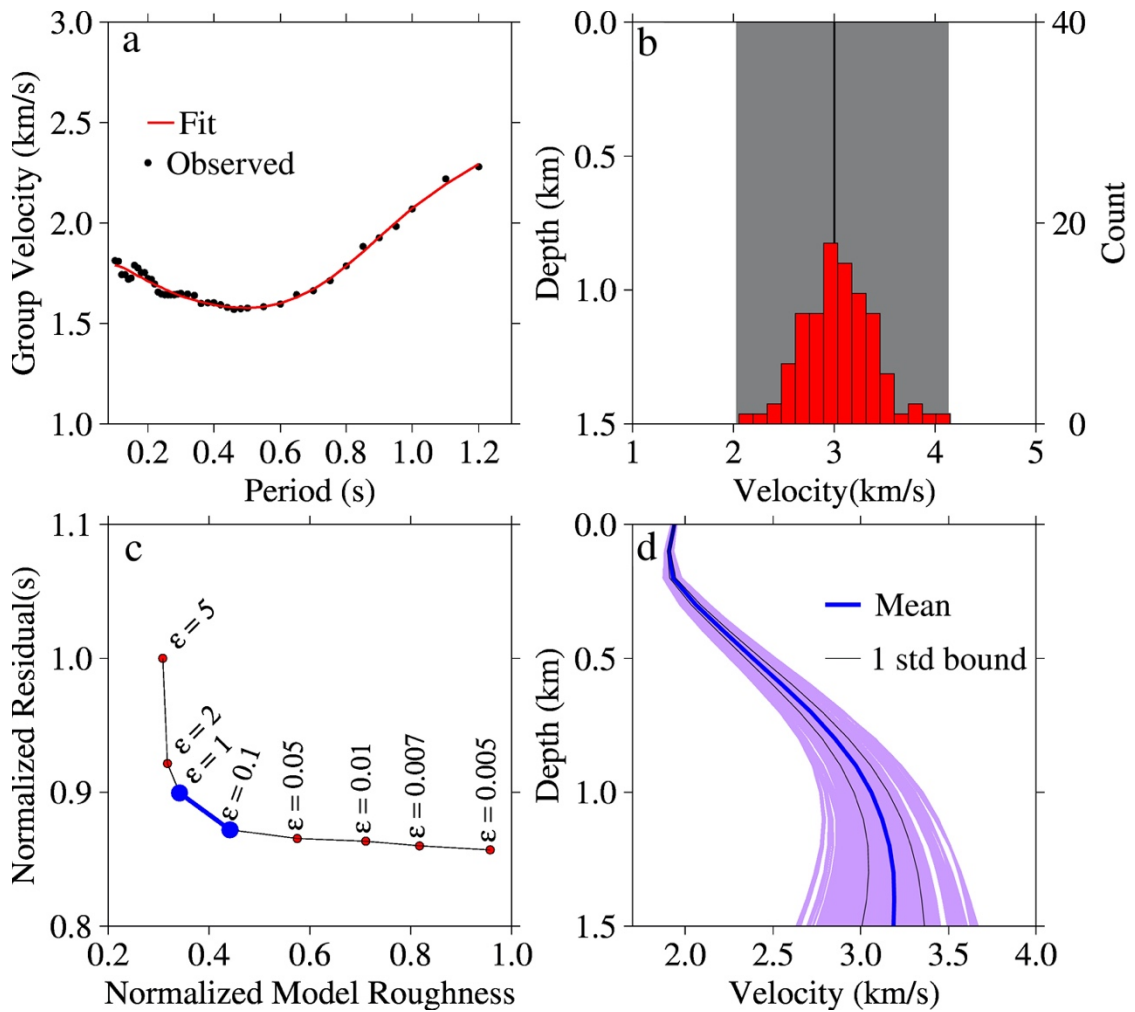 a
Group Velocity (km/s)
3.0
2.5
2.0
1.5
1.0
Fit
Observed
0.2 0.4 0.6 0.8 1.0 1.2
Period (s)
b
Depth (km)
0.0
0.5
1.0
1.5
40
20
0
Count
1 2 3 4 5
Velocity(km/s)
c
Normalized Residual(s)
1.1
1.0
0.9
0.8
ε = 5
ε = 2
ε = 1
ε = 0.1
ε = 0.05
ε = 0.01
ε = 0.007
ε = 0.005
0.2 0.4 0.6 0.8 1.0
Normalized Model Roughness
d
Depth (km)
0.0
0.5
1.0
1.5
Mean
1 std bound
2.0 2.5 3.0 3.5 4.0
Velocity (km/s)